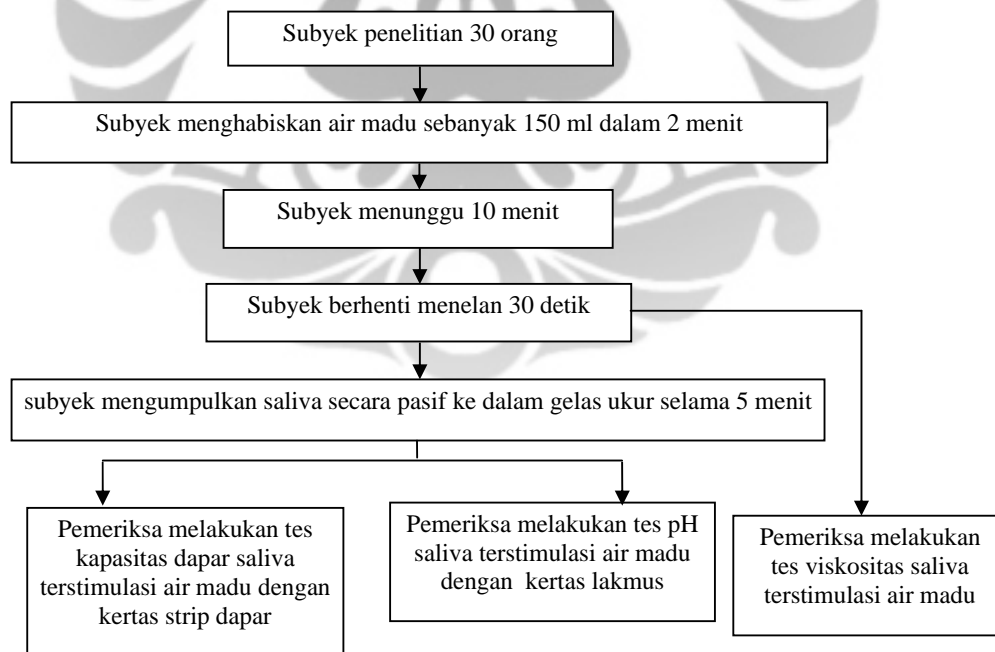 Subyek penelitian 30 orang
Subyek menghabiskan air madu sebanyak 150 ml dalam 2 menit
Subyek menunggu 10 menit
Subyek berhenti menelan 30 detik
subyek mengumpulkan saliva secara pasif ke dalam gelas ukur selama 5 menit
Pemeriksa melakukan tes
kapasitas dapar saliva
terstimulasi air madu dengan
kertas strip dapar
Pemeriksa melakukan tes pH
saliva terstimulasi air madu
dengan kertas lakmus
Pemeriksa melakukan
tes viskositas saliva
terstimulasi air madu